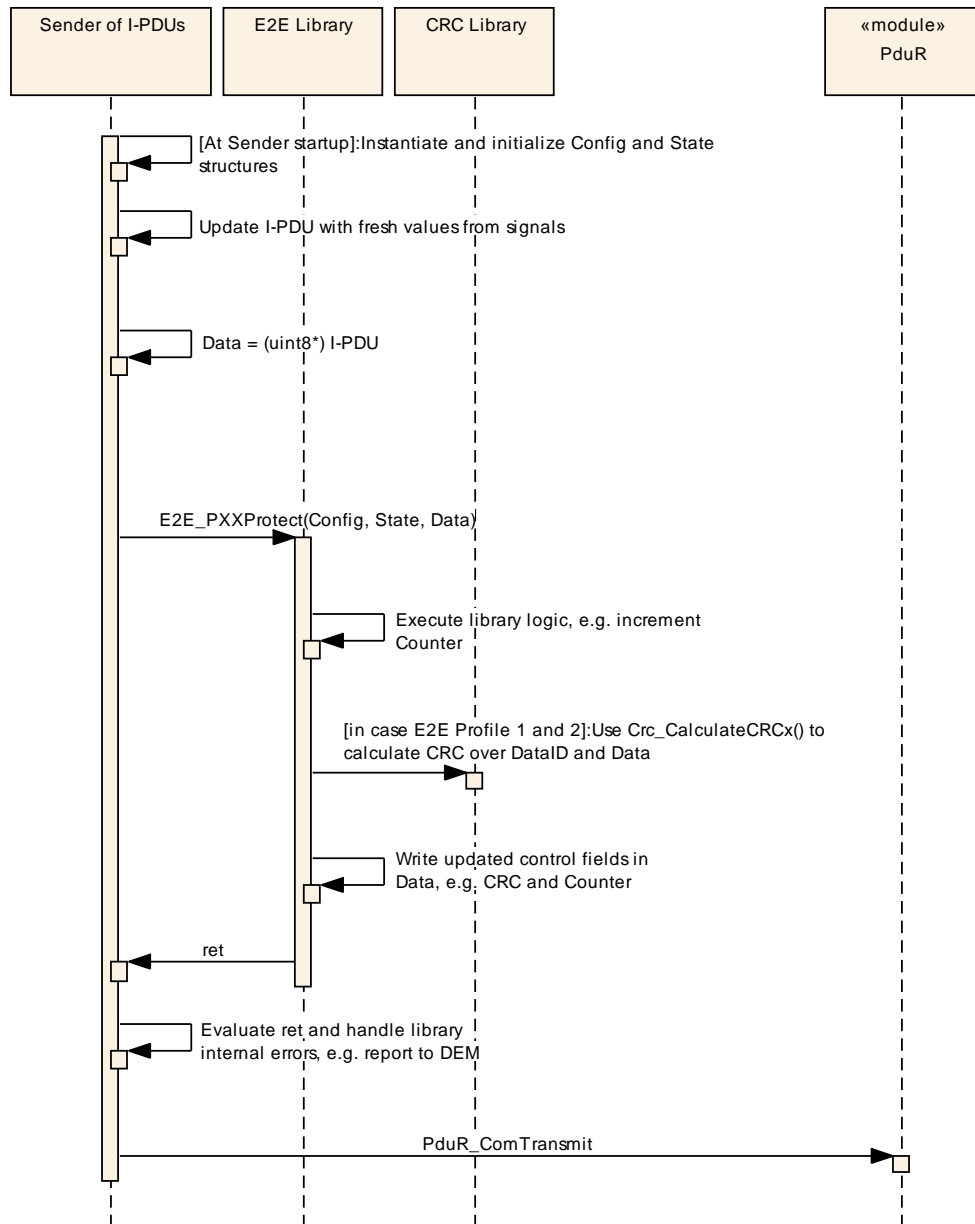 Sender of I-PDUs
E2E Library
CRC Library
«module»
PduR
[At Sender startup]:Instantiate and initialize Config and State
structures
Update I-PDU with fresh values from signals
Data = (uint8*) I-PDU
E2E_PXXProtect(Config, State, Data)
Execute library logic, e.g. increment
Counter
[in case E2E Profile 1 and 2]:Use Crc_CalculateCRCx() to
calculate CRC over DataID and Data
Write updated control fields in
Data, e.g. CRC and Counter
ret
Evaluate ret and handle library
internal errors, e.g. report to DEM
PduR_ComTransmit